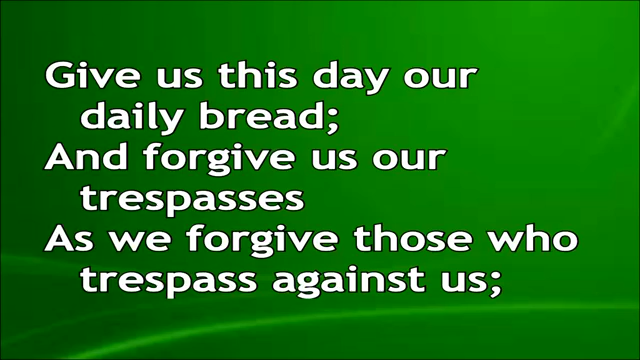 Give us this day our
daily bread;
And forgive us our
trespasses
As we forgive those who
trespass against us;